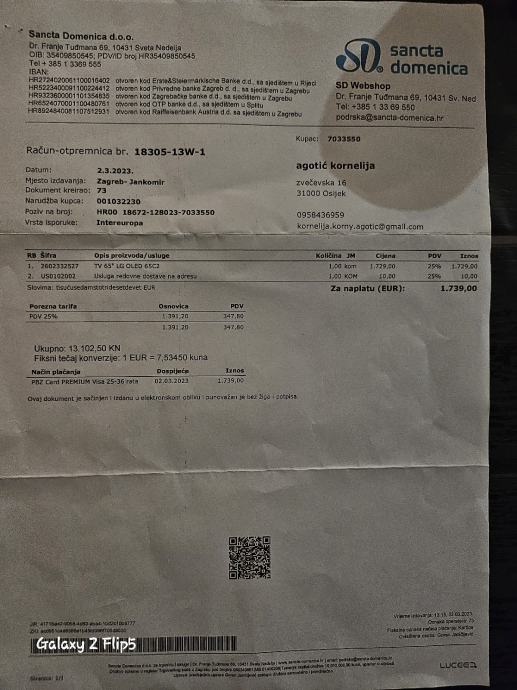 Sancta Domenica d.o.o.
Dr. Franje Tuđmana 69, 10431 Sveta Nedelja
OIB: 35409850545; PDV/ID broj HR35409850545
Tel + 385 1 3369 555
IBAN:
HR2724020061100016402 otvoren kod Erste&Steiermärkische Banke d.d., sa sjedištem u Rijeci
HR5223400091100224412 otvoren kod Privredne banke Zagreb d. d., sa sjedištem u Zagrebu
HR9323600001101354835 otvoren kod Zagrebačke banke d.d., sa sjedištem u Zagrebu
HR6524070001100480761 otvoren kod OTP banke d.d., sa sjedištem u Splitu
HR8924840081107512931 otvoren kod Raiffeisenbank Austria d.d. sa sjedištem u Zagrebu
SD
sancta
domenica
SD Webshop
Dr. Franje Tuđmana 69, 10431 Sv. Ned
Tel: +385 1 33 69 550
podrska@sancta-domenica.hr
Kupac: 7033550
Račun-otpremnica br. 18305-13W-1
agotić kornelija
Datum: 2.3.2023.
Mjesto izdavanja: Zagreb- Jankomir
Dokument kreirao: 73
Narudžba kupca: 001032230
Poziv na broj: HR00 18672-128023-7033550
Vrsta isporuke: Intereuropa
zvečevska 16
31000 Osijek
0958436959
kornelija.korny.agotic@gmail.com
RB Šifra Opis proizvoda/usluge Količina JM Cijena PDV Iznos
1. 2602332527 TV 65" LG OLED 65C2 1,00 kom 1.729,00 25% 1.729,00
2. US0102002 Usluga redovne dostave na adresu 1,00 KOM 10,00 25% 10,00
Slovima: tisućusedamstotridesetdevet EUR
Za naplatu (EUR): 1.739,00
Porezna tarifa Osnovica PDV
PDV 25% 1.391,20 347,80
1.391,20 347,80
Ukupno: 13.102,50 KN
Fiksni tečaj konverzije: 1 EUR = 7,53450 kuna
Način plaćanja Dospijeće Iznos
PBZ Card PREMIUM Visa 25-36 rata 02.03.2023 1.739,00
Ovaj dokument je sačinjen i izdan u elektronskom obliku i punovažan je bez žiga i potpisa.
Galaxy Z Flip5
LUCEED